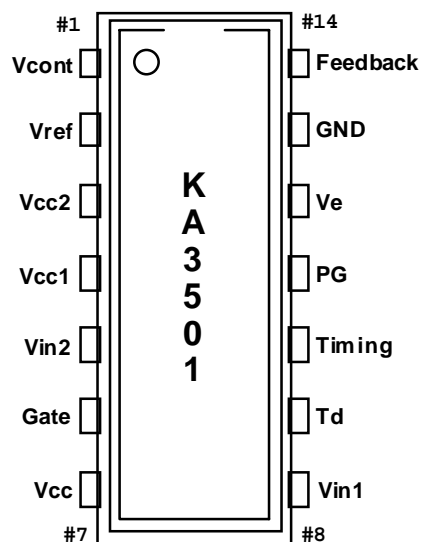 #1 #14
Vcont Feedback
Vref GND
Vcc2 Ve
Vcc1 PG
Vin2 Timing
Gate Td
Vcc Vin1
#7 #8
K
A
3
5
0
1